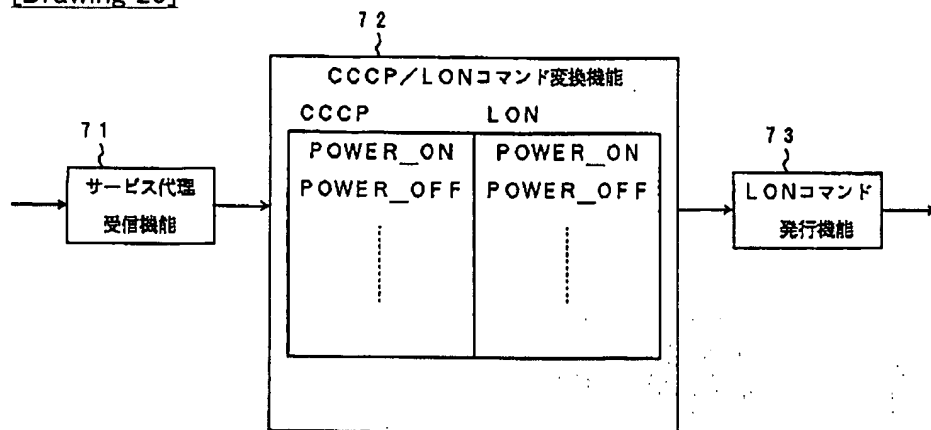 ７２
ＣＣＣＰ／ＬＯＮコマンド変換機能
ＣＣＣＰ ＬＯＮ
７１
サービス代理
受信機能
POWER_ON POWER_ON
POWER_OFF POWER_OFF
７３
ＬＯＮコマンド
発行機能